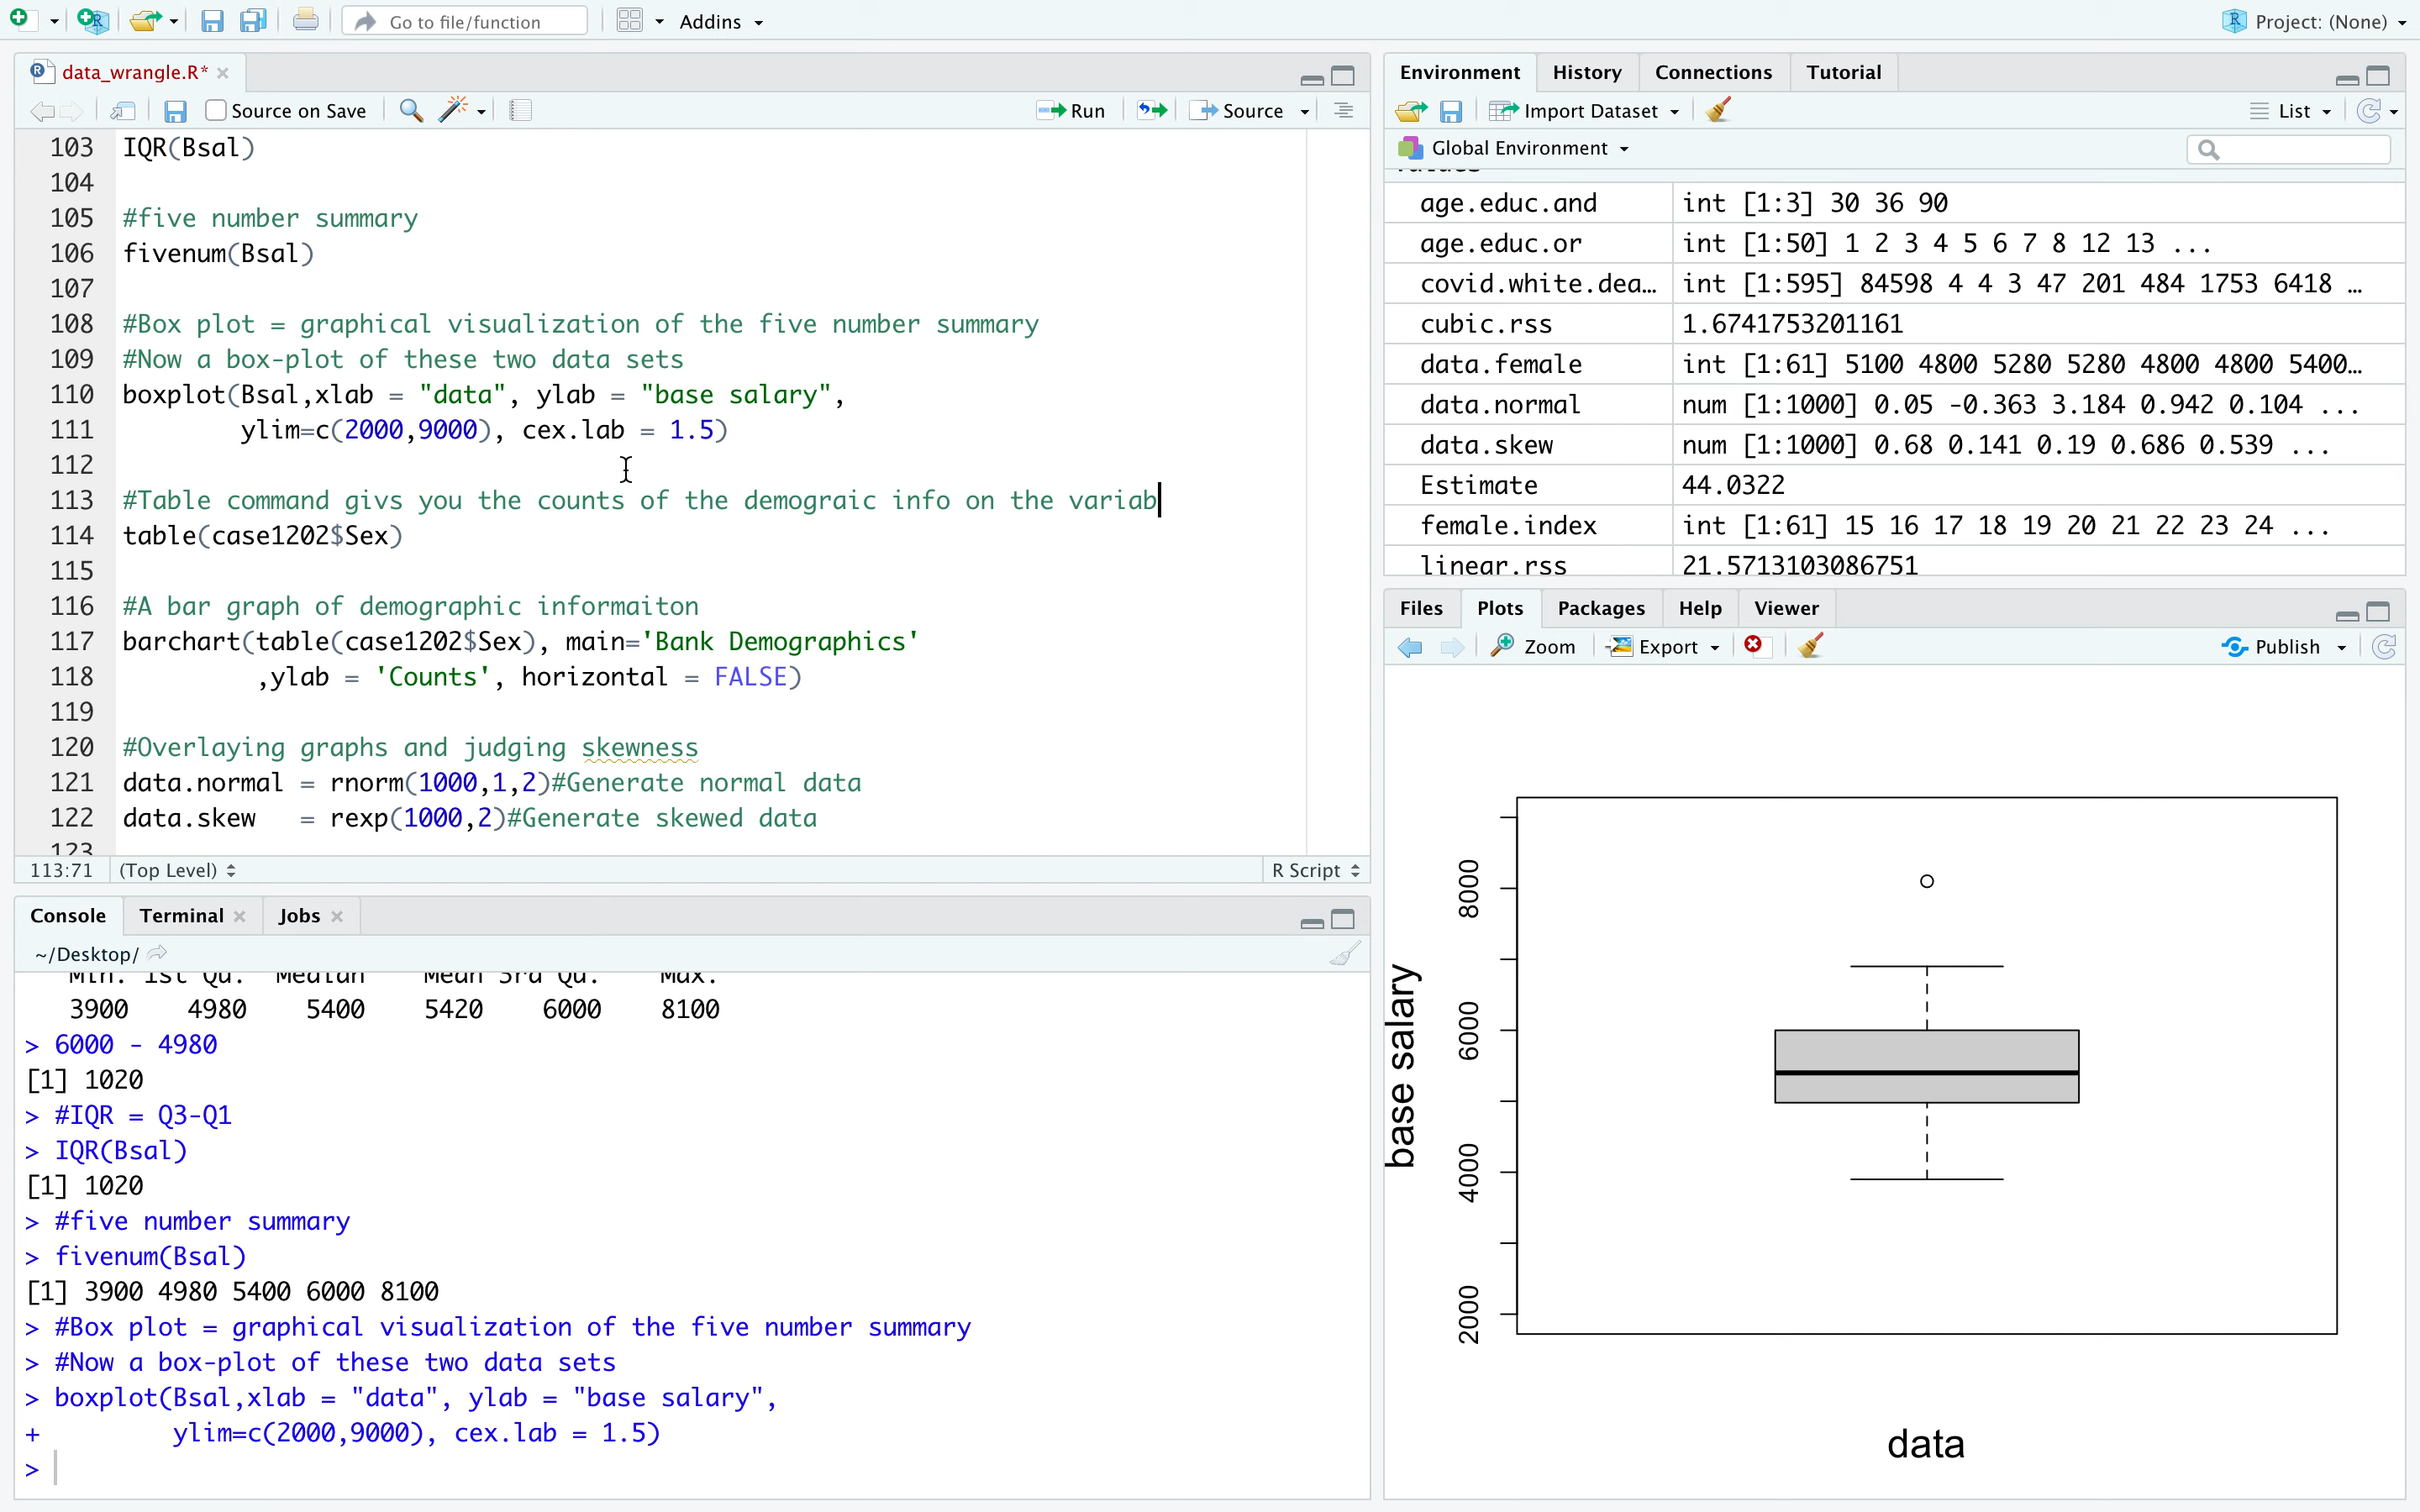 Go to file/function
Addins
Project: (None)
data_wrangle.R*
Source on Save
Run
Source
103 IQR(Bsal)
104
105 #five number summary
106 fivenum(Bsal)
107
108 #Box plot = graphical visualization of the five number summary
109 #Now a box-plot of these two data sets
110 boxplot(Bsal,xlab = "data", ylab = "base salary",
111 ylim=c(2000,9000), cex.lab = 1.5)
112
113 #Table command givs you the counts of the demograic info on the variab
114 table(case1202$Sex)
115
116 #A bar graph of demographic informaiton
117 barchart(table(case1202$Sex), main='Bank Demographics'
118 ,ylab = 'Counts', horizontal = FALSE)
119
120 #Overlaying graphs and judging skewness
121 data.normal = rnorm(1000,1,2)#Generate normal data
122 data.skew = rexp(1000,2)#Generate skewed data
123
113:71 (Top Level) R Script
Console Terminal Jobs
~/Desktop/
Min. 1st Qu. Median Mean 3rd Qu. Max.
3900 4980 5400 5420 6000 8100
> 6000 - 4980
[1] 1020
> #IQR = Q3-Q1
> IQR(Bsal)
[1] 1020
> #five number summary
> fivenum(Bsal)
[1] 3900 4980 5400 6000 8100
> #Box plot = graphical visualization of the five number summary
> #Now a box-plot of these two data sets
> boxplot(Bsal,xlab = "data", ylab = "base salary",
+ ylim=c(2000,9000), cex.lab = 1.5)
>
Environment History Connections Tutorial
Import Dataset
List
Global Environment
age.educ.and int [1:3] 30 36 90
age.educ.or int [1:50] 1 2 3 4 5 6 7 8 12 13 ...
covid.white.dea… int [1:595] 84598 4 4 3 47 201 484 1753 6418 …
cubic.rss 1.6741753201161
data.female int [1:61] 5100 4800 5280 5280 4800 4800 5400…
data.normal num [1:1000] 0.05 -0.363 3.184 0.942 0.104 ...
data.skew num [1:1000] 0.68 0.141 0.19 0.686 0.539 ...
Estimate 44.0322
female.index int [1:61] 15 16 17 18 19 20 21 22 23 24 ...
linear.rss 21.5713103086751
Files Plots Packages Help Viewer
Zoom Export Publish
base salary
8000
6000
4000
2000
data